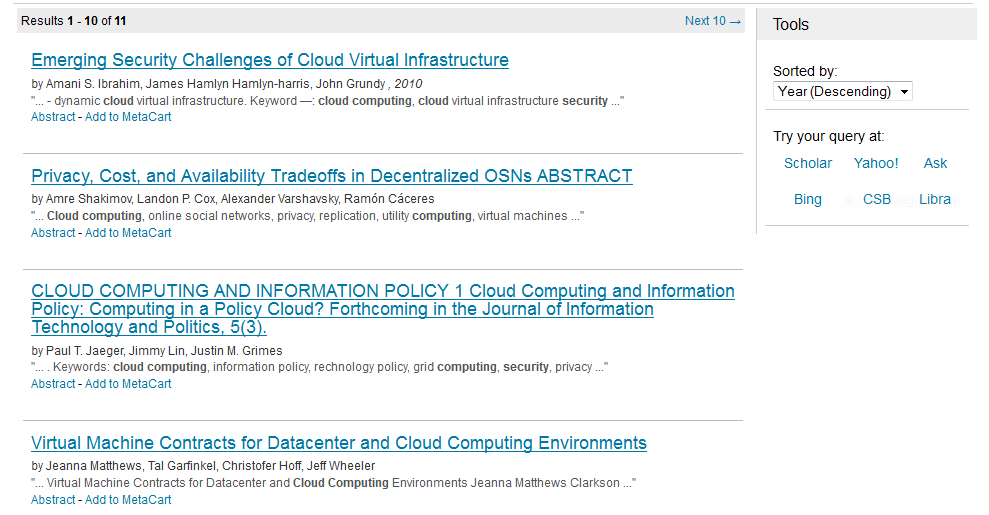 Results 1 - 10 of 11
Next 10 →
Emerging Security Challenges of Cloud Virtual Infrastructure
by Amani S. Ibrahim, James Hamlyn Hamlyn-harris, John Grundy , 2010
"... - dynamic cloud virtual infrastructure. Keyword —: cloud computing, cloud virtual infrastructure security ..."
Abstract - Add to MetaCart
Privacy, Cost, and Availability Tradeoffs in Decentralized OSNs ABSTRACT
by Amre Shakimov, Landon P. Cox, Alexander Varshavsky, Ramón Cáceres
"... Cloud computing, online social networks, privacy, replication, utility computing, virtual machines ..."
Abstract - Add to MetaCart
CLOUD COMPUTING AND INFORMATION POLICY 1 Cloud Computing and Information
Policy: Computing in a Policy Cloud? Forthcoming in the Journal of Information
Technology and Politics, 5(3).
by Paul T. Jaeger, Jimmy Lin, Justin M. Grimes
"... . Keywords: cloud computing, information policy, rechnology policy, grid computing, security, privacy ..."
Abstract - Add to MetaCart
Virtual Machine Contracts for Datacenter and Cloud Computing Environments
by Jeanna Matthews, Tal Garfinkel, Christofer Hoff, Jeff Wheeler
"... Virtual Machine Contracts for Datacenter and Cloud Computing Environments Jeanna Matthews Clarkson ..."
Abstract - Add to MetaCart
Tools
Sorted by:
Year (Descending)
Try your query at:
Scholar Yahoo! Ask
Bing CSB Libra